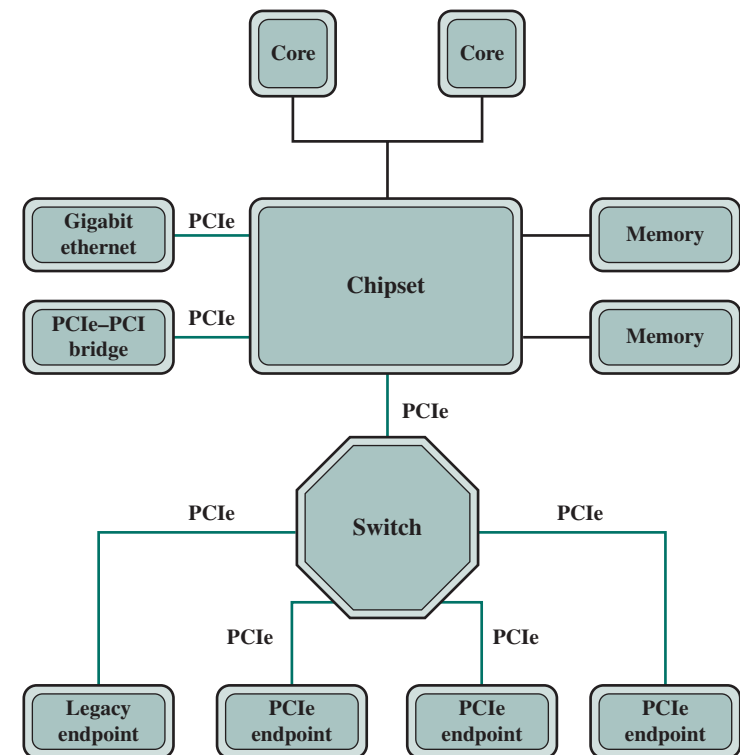 Core
Core
Gigabit
ethernet
PCIe
Memory
Chipset
PCIe–PCI
bridge
PCIe
Memory
PCIe
Switch
PCIe
PCIe
PCIe
PCIe
Legacy
endpoint
PCIe
endpoint
PCIe
endpoint
PCIe
endpoint